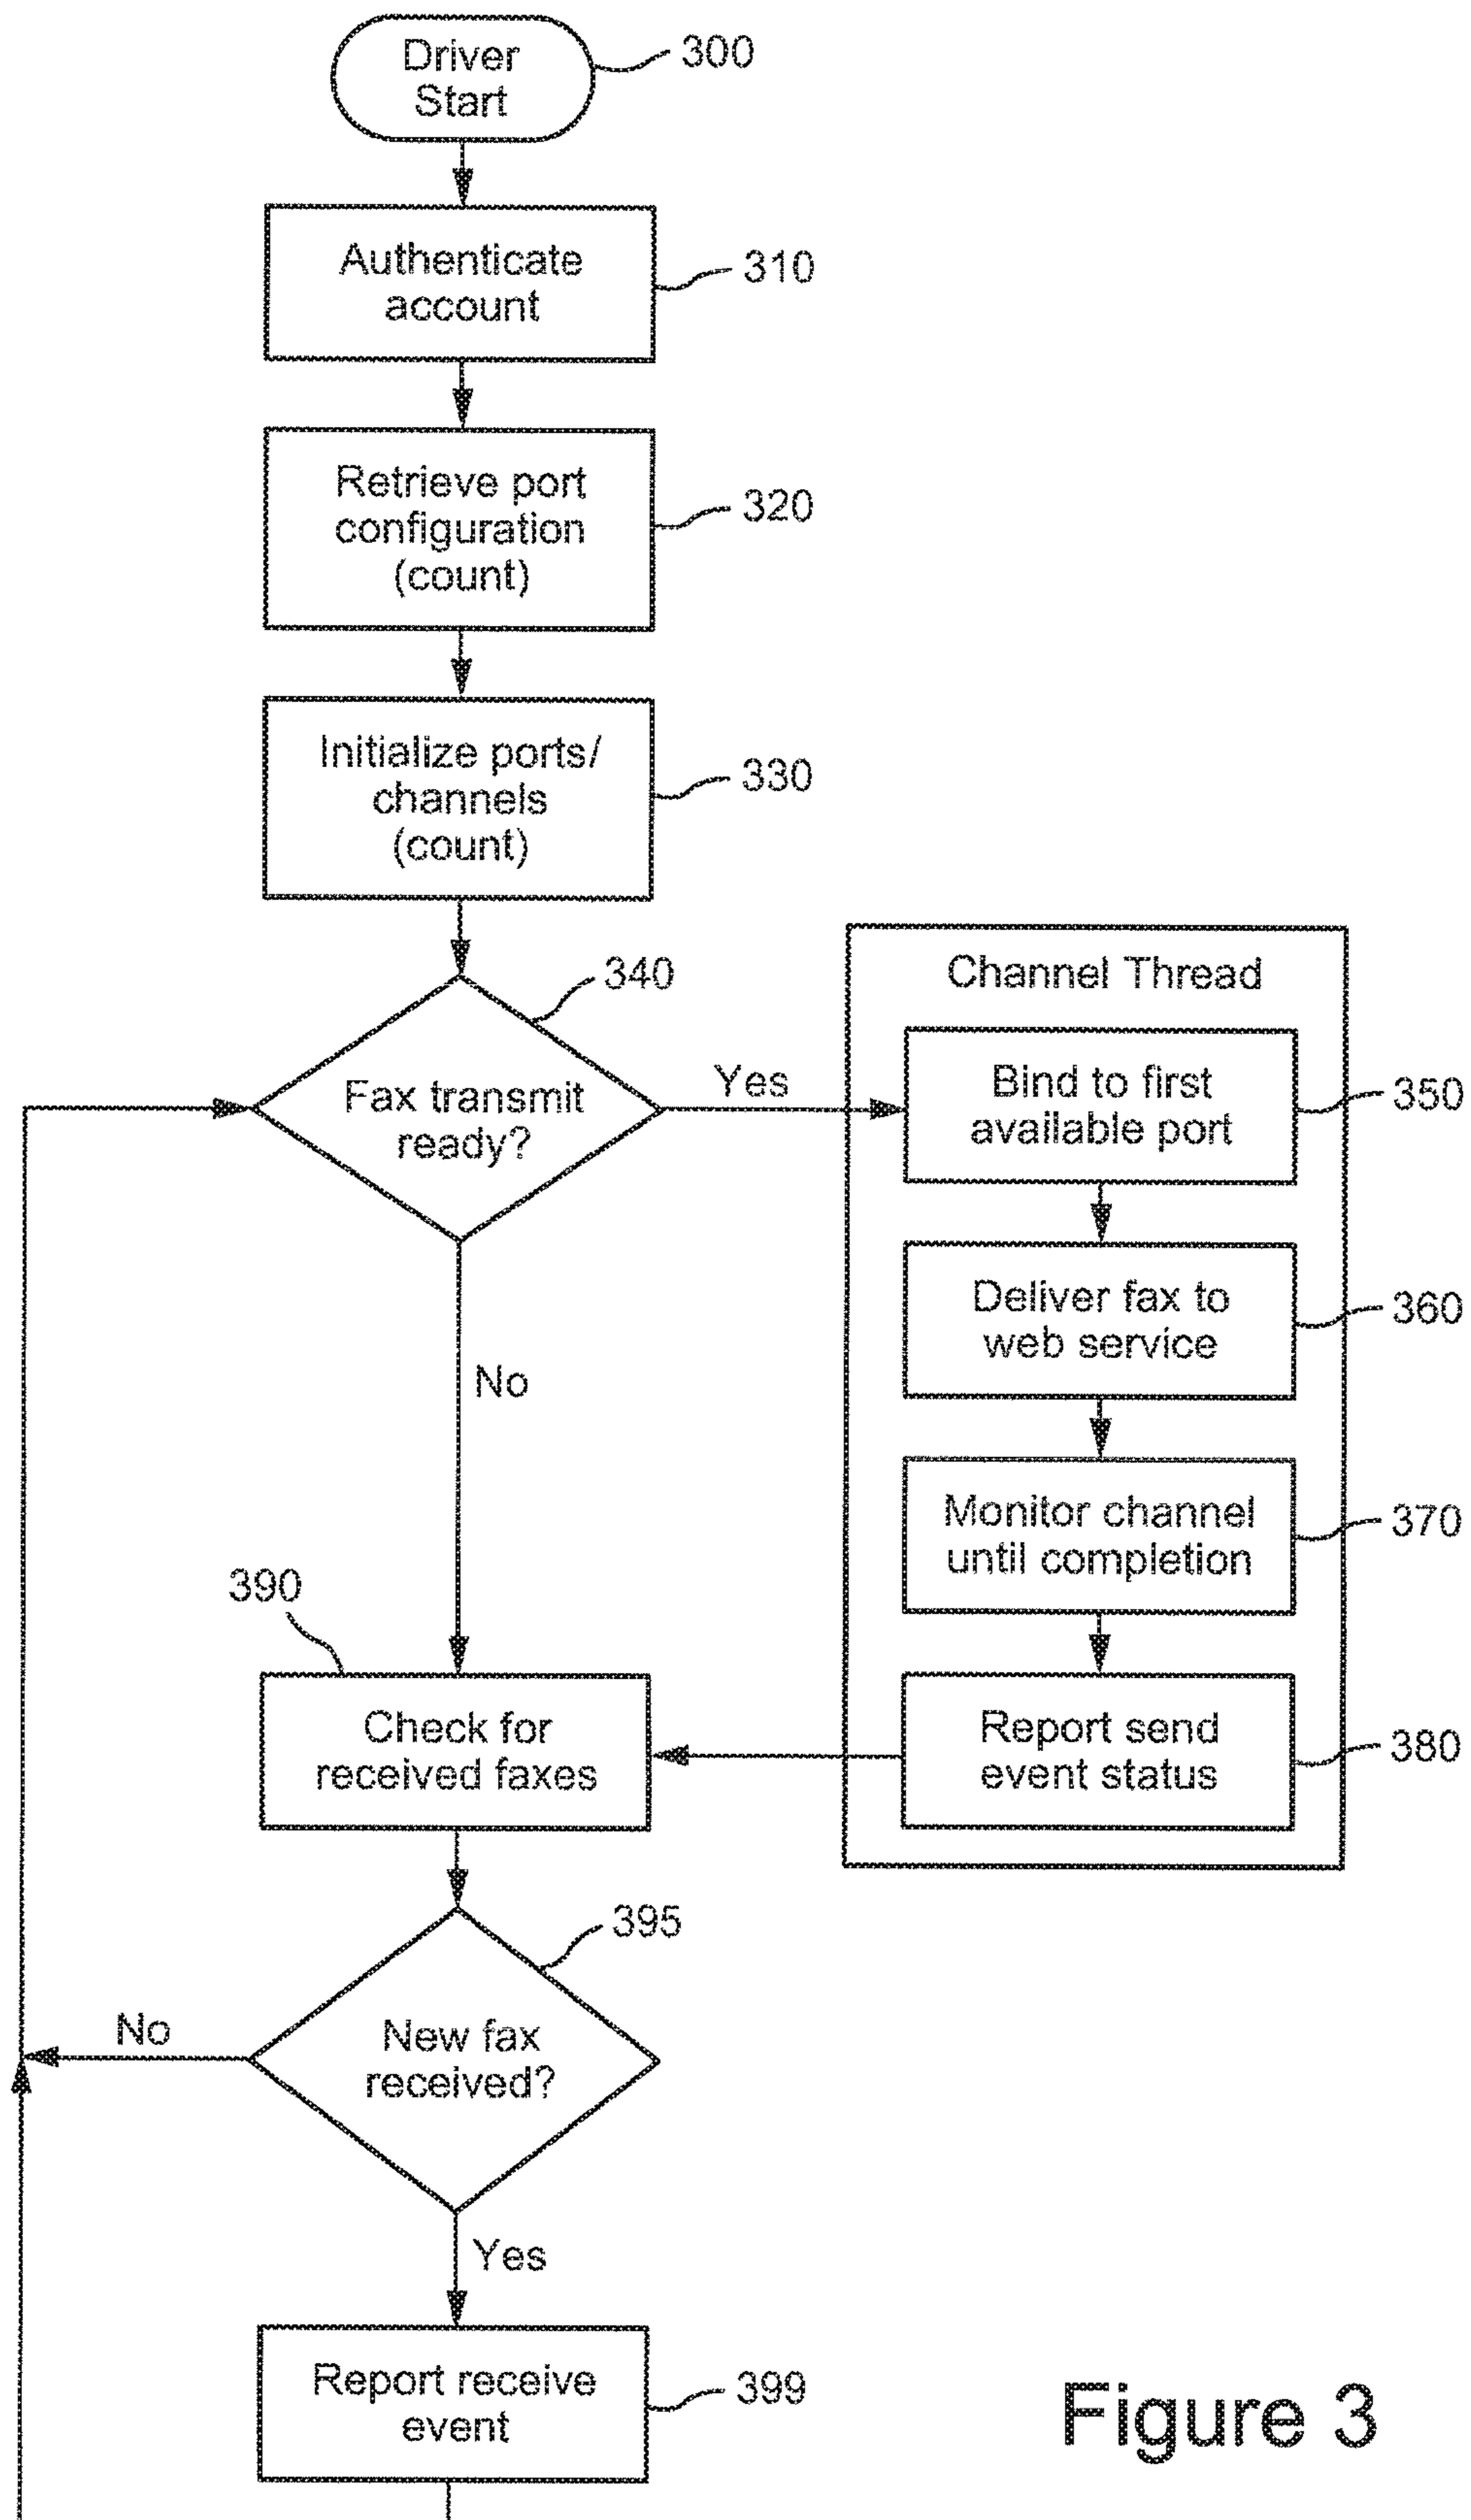 Driver
Start
300
Authenticate
account
310
Retrieve port
configuration
(count)
320
Initialize ports/
channels
(count)
330
340
Fax transmit
ready?
Yes
No
Channel Thread
Bind to first
available port
350
Deliver fax to
web service
360
Monitor channel
until completion
370
Report send
event status
380
390
Check for
received faxes
395
New fax
received?
No
Yes
Report receive
event
399
Figure 3